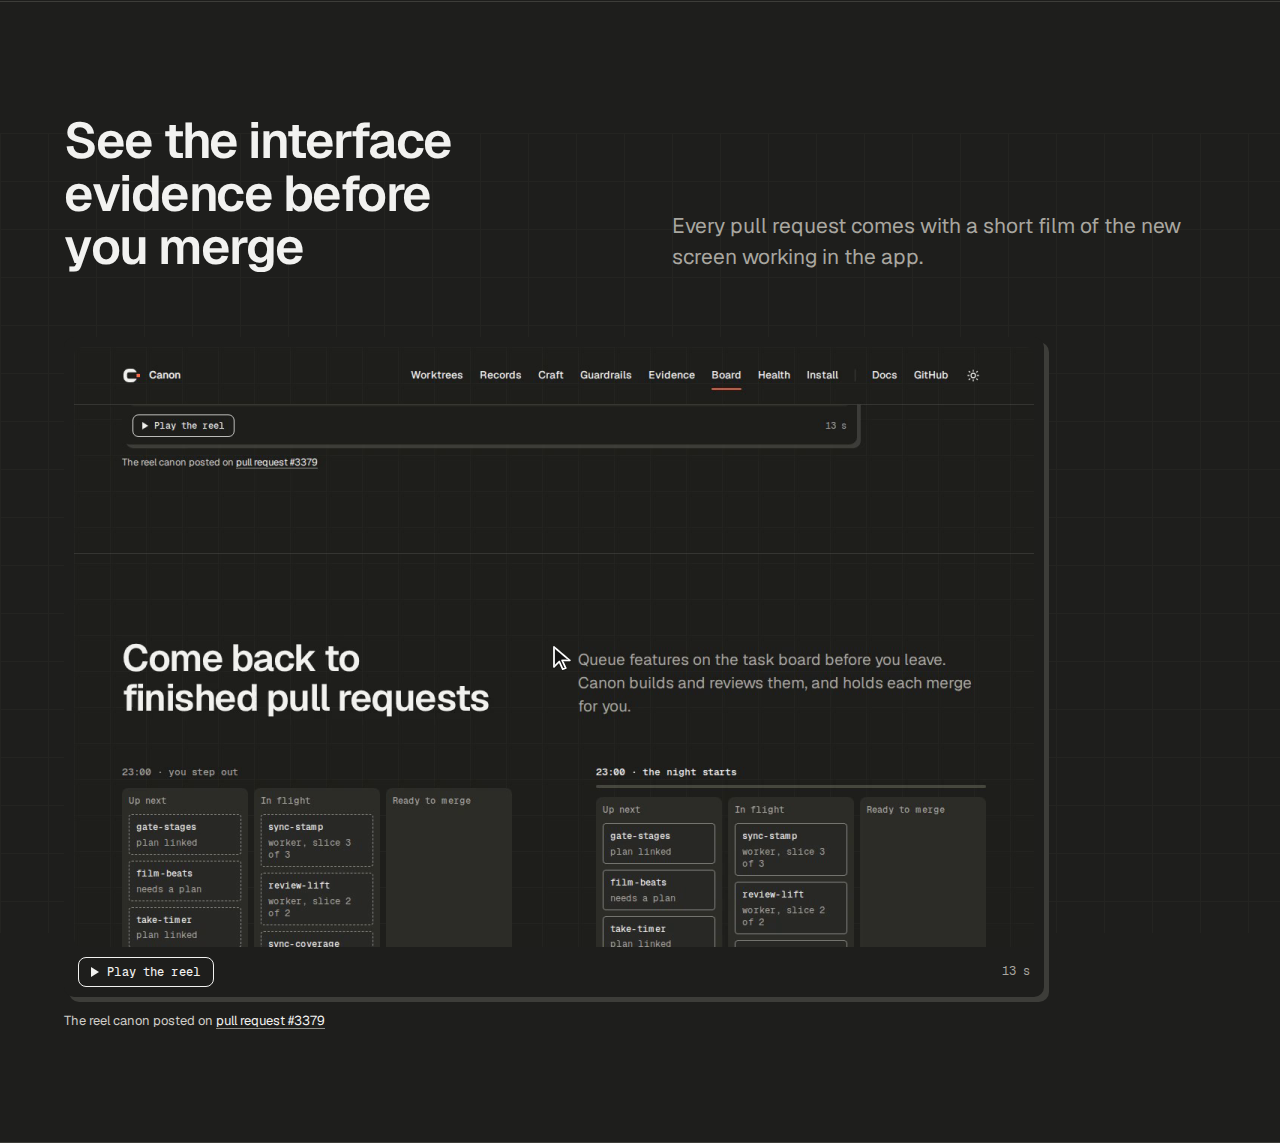 See the interface
evidence before
you merge
Every pull request comes with a short film of the new
screen working in the app.
Canon
Worktrees Records Craft Guardrails Evidence Board Health Install Docs GitHub
Play the reel 13 s
The reel canon posted on pull request #3379
Come back to
finished pull requests
Queue features on the task board before you leave.
Canon builds and reviews them, and holds each merge
for you.
23:00 · you step out
Up next
gate-stages
plan linked
film-beats
needs a plan
take-timer
plan linked
In flight
sync-stamp
worker, slice 3
of 3
review-lift
worker, slice 2
of 2
sync-coverage
Ready to merge
23:00 · the night starts
Up next
gate-stages
plan linked
film-beats
needs a plan
take-timer
plan linked
In flight
sync-stamp
worker, slice 3
of 3
review-lift
worker, slice 2
of 2
Ready to merge
Play the reel 13 s
The reel canon posted on pull request #3379